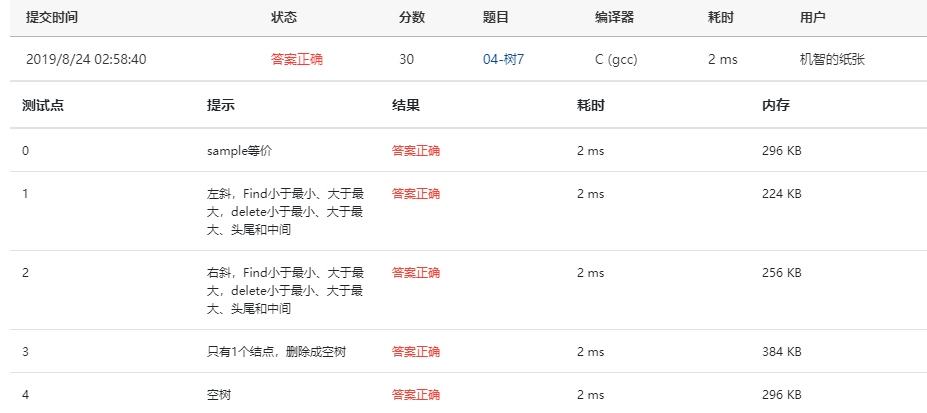 提交时间 状态 分数 题目 编译器 耗时 用户
2019/8/24 02:58:40 答案正确 30 04-树7 C (gcc) 2 ms 机智的纸张
测试点 提示 结果 耗时 内存
0 sample等价 答案正确 2 ms 296 KB
1 左斜，Find小于最小、大于最 答案正确 2 ms 224 KB
大，delete小于最小、大于最
大、头尾和中间
2 右斜，Find小于最小、大于最 答案正确 2 ms 256 KB
大，delete小于最小、大于最
大、头尾和中间
3 只有1个结点，删除成空树 答案正确 2 ms 384 KB
4 空树 答案正确 2 ms 296 KB